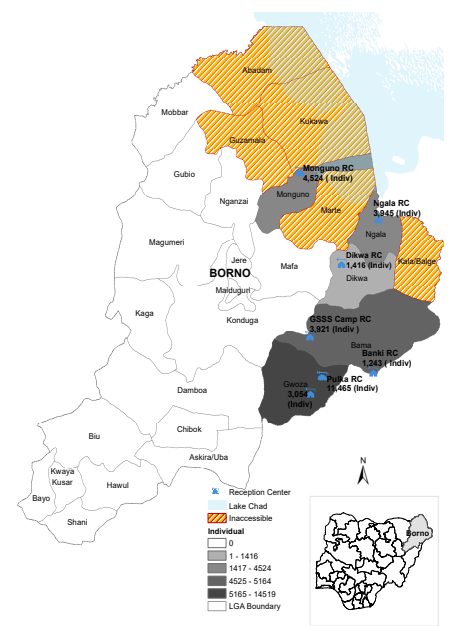 Abadam
Mobbar
Kukawa
Guzamala
Gubio
Monguno RC
4,524 ( Indiv)
Nganzai
Monguno
Marte
Ngala RC
3,945 (Indiv)
Ngala
Magumeri
Jere
BORNO
Mafa
Dikwa RC
1,416 (Indiv)
Kala/Balge
Dikwa
Maiduguri
Kaga
Konduga
GSSS Camp RC
3,921 (Indiv )
Bama
Banki RC
1,243 ( Indiv)
Pulka RC
11,465 (Indiv)
Gwoza
3,054
(Indiv)
Damboa
Chibok
Biu
Askira/Uba
Kwaya
Kusar
Hawul
Bayo
Shani
N
Reception Center
Lake Chad
Inaccessible
Individual
0
1 - 1416
1417 - 4524
4525 - 5164
5165 - 14519
LGA Boundary
Borno